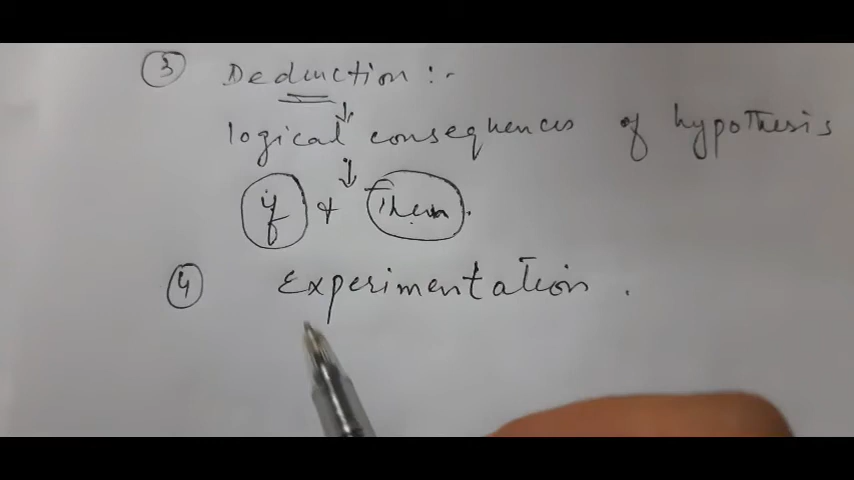 3 Deduction :-
↓
logical consequences of hypothesis
↓
if & Then.
4 Experimentation .